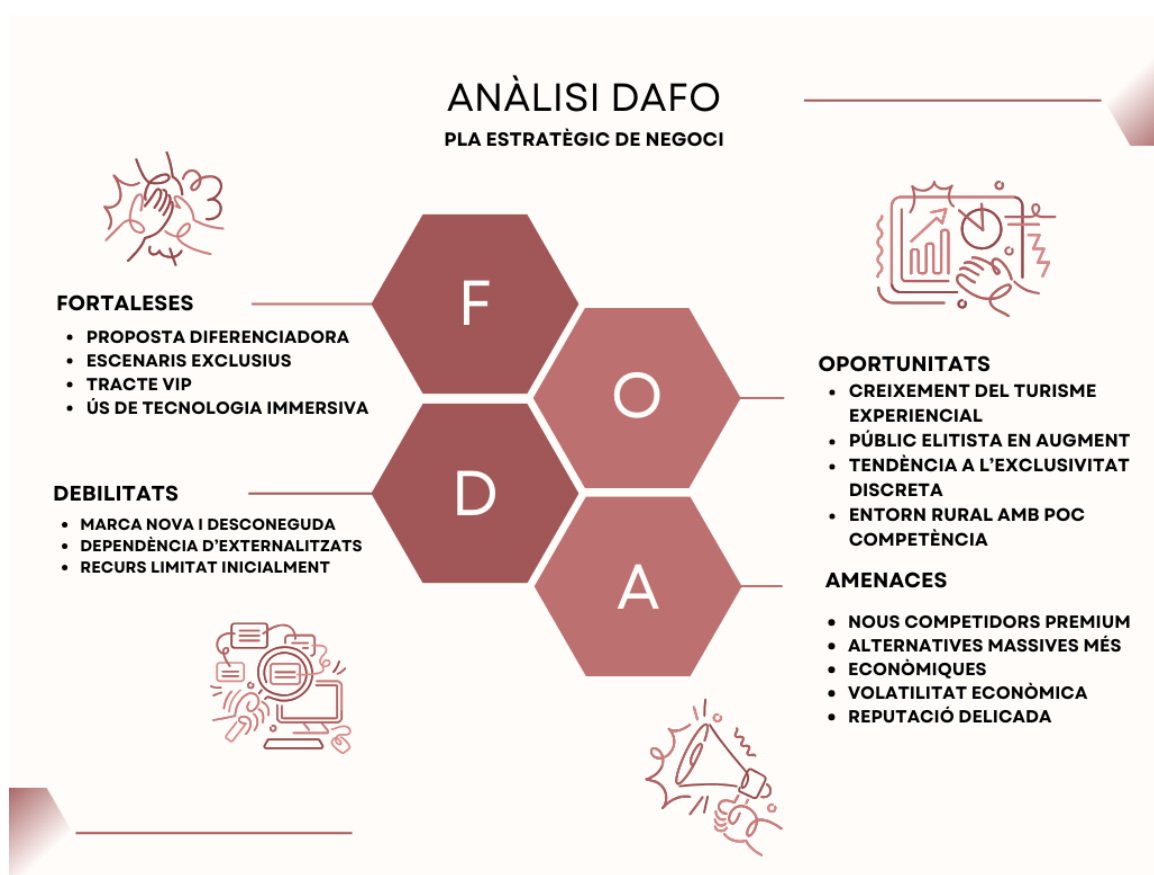 ANÀLISI DAFO
PLA ESTRATÈGIC DE NEGOCI
F
FORTALESES
• PROPOSTA DIFERENCIADORA
• ESCENARIS EXCLUSIUS
• TRACTE VIP
• ÚS DE TECNOLOGIA IMMERSIVA
O
OPORTUNITATS
• CREIXEMENT DEL TURISME
EXPERIENCIAL
• PÚBLIC ELITISTA EN AUGMENT
• TENDÈNCIA A L’EXCLUSIVITAT
DISCRETA
• ENTORN RURAL AMB POC
COMPETÈNCIA
D
DEBILITATS
• MARCA NOVA I DESCONEGUDA
• DEPENDÈNCIA D’EXTERNALITZATS
• RECURS LIMITAT INICIALMENT
A
AMENACES
• NOUS COMPETIDORS PREMIUM
• ALTERNATIVES MASSIVES MÉS
• ECONÒMIQUES
• VOLATILITAT ECONÒMICA
• REPUTACIÓ DELICADA